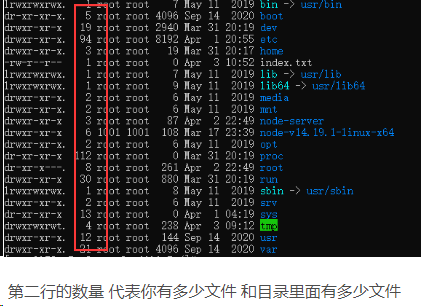 lrwxrwxrwx. 1 root root 7 May 11 2019 bin -> usr/bin
dr-xr-xr-x. 5 root root 4096 Sep 14 2020 boot
drwxr-xr-x 19 root root 2940 Mar 31 20:19 dev
drwxr-xr-x. 94 root root 8192 Apr 1 20:55 etc
drwxr-xr-x. 3 root root 19 Mar 31 20:17 home
-rw-r--r-- 1 root root 0 Apr 3 10:52 index.txt
lrwxrwxrwx. 1 root root 7 May 11 2019 lib -> usr/lib
lrwxrwxrwx. 1 root root 9 May 11 2019 lib64 -> usr/lib64
drwxr-xr-x. 2 root root 6 May 11 2019 media
drwxr-xr-x. 2 root root 6 May 11 2019 mnt
drwxr-xr-x 3 root root 87 Apr 2 22:49 node-server
drwxr-xr-x 6 1001 1001 108 Mar 17 23:39 node-v14.19.1-linux-x64
drwxr-xr-x. 2 root root 6 May 11 2019 opt
dr-xr-xr-x 112 root root 0 Mar 31 20:19 proc
dr-xr-x---. 8 root root 261 Apr 2 22:49 root
drwxr-xr-x 30 root root 880 Mar 31 20:19 run
lrwxrwxrwx. 1 root root 8 May 11 2019 sbin -> usr/sbin
drwxr-xr-x. 2 root root 6 May 11 2019 srv
dr-xr-xr-x 13 root root 0 Apr 1 04:19 sys
drwxrwxrwt. 4 root root 238 Apr 3 09:12 tmp
drwxr-xr-x. 12 root root 144 Sep 14 2020 usr
drwxr-xr-x. 21 root root 4096 Sep 14 2020 var
第二行的数量 代表你有多少文件 和目录里面有多少文件